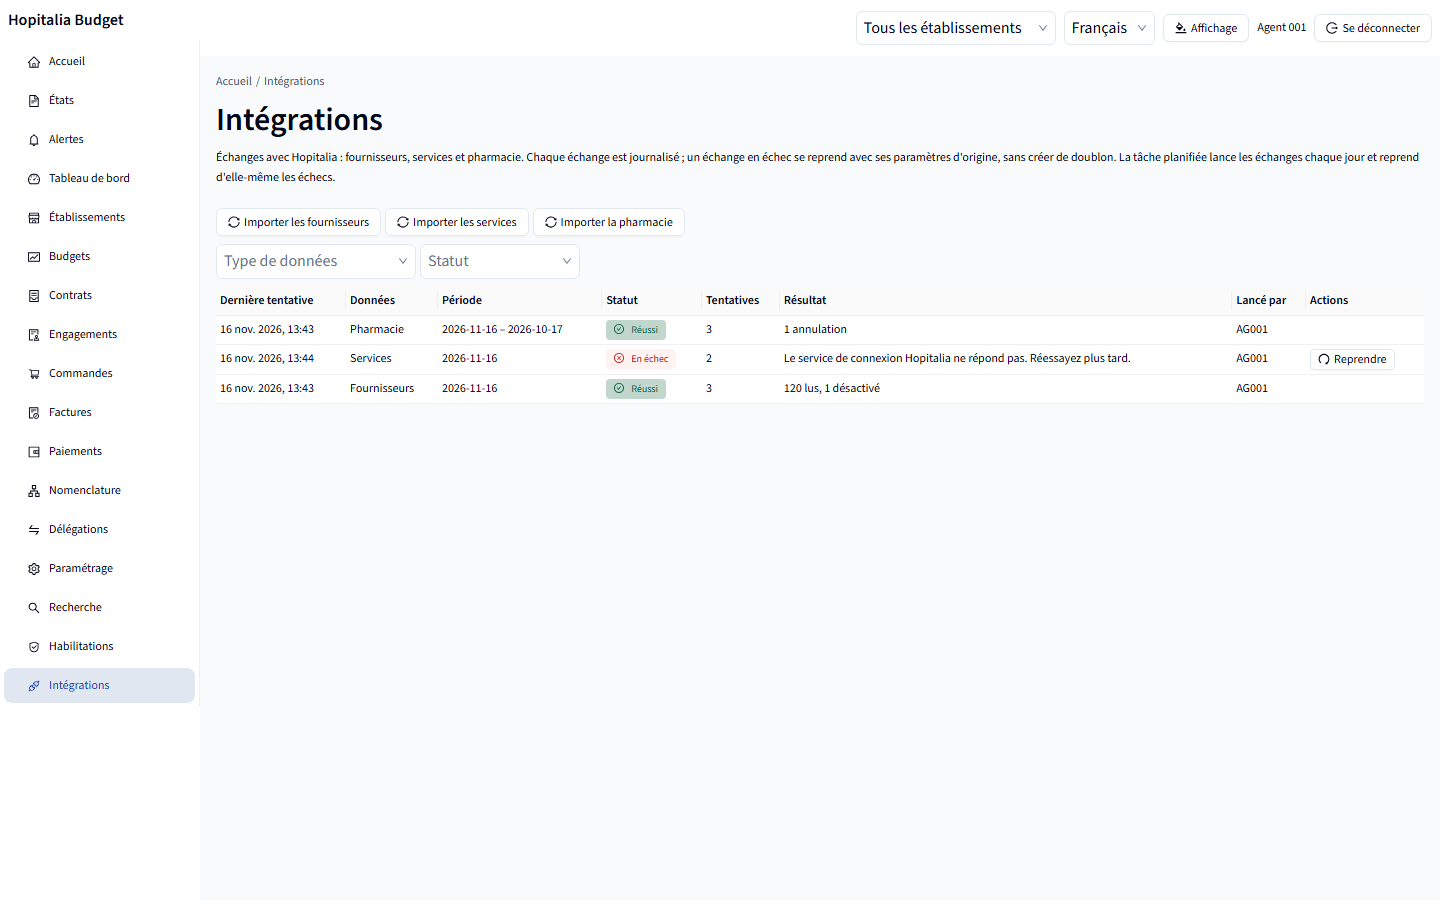 Hopitalia Budget
Tous les établissements
Français
Affichage
Agent 001
Se déconnecter
Accueil
États
Alertes
Tableau de bord
Établissements
Budgets
Contrats
Engagements
Commandes
Factures
Paiements
Nomenclature
Délégations
Paramétrage
Recherche
Habilitations
Intégrations
Accueil / Intégrations
Intégrations
Échanges avec Hopitalia : fournisseurs, services et pharmacie. Chaque échange est journalisé ; un échange en échec se reprend avec ses paramètres d'origine, sans créer de doublon. La tâche planifiée lance les échanges chaque jour et reprend
d'elle-même les échecs.
Importer les fournisseurs Importer les services Importer la pharmacie
Type de données Statut
Dernière tentative Données Période Statut Tentatives Résultat Lancé par Actions
16 nov. 2026, 13:43 Pharmacie 2026-11-16 – 2026-10-17 Réussi 3 1 annulation AG001
16 nov. 2026, 13:44 Services 2026-11-16 En échec 2 Le service de connexion Hopitalia ne répond pas. Réessayez plus tard. AG001 Reprendre
16 nov. 2026, 13:43 Fournisseurs 2026-11-16 Réussi 3 120 lus, 1 désactivé AG001